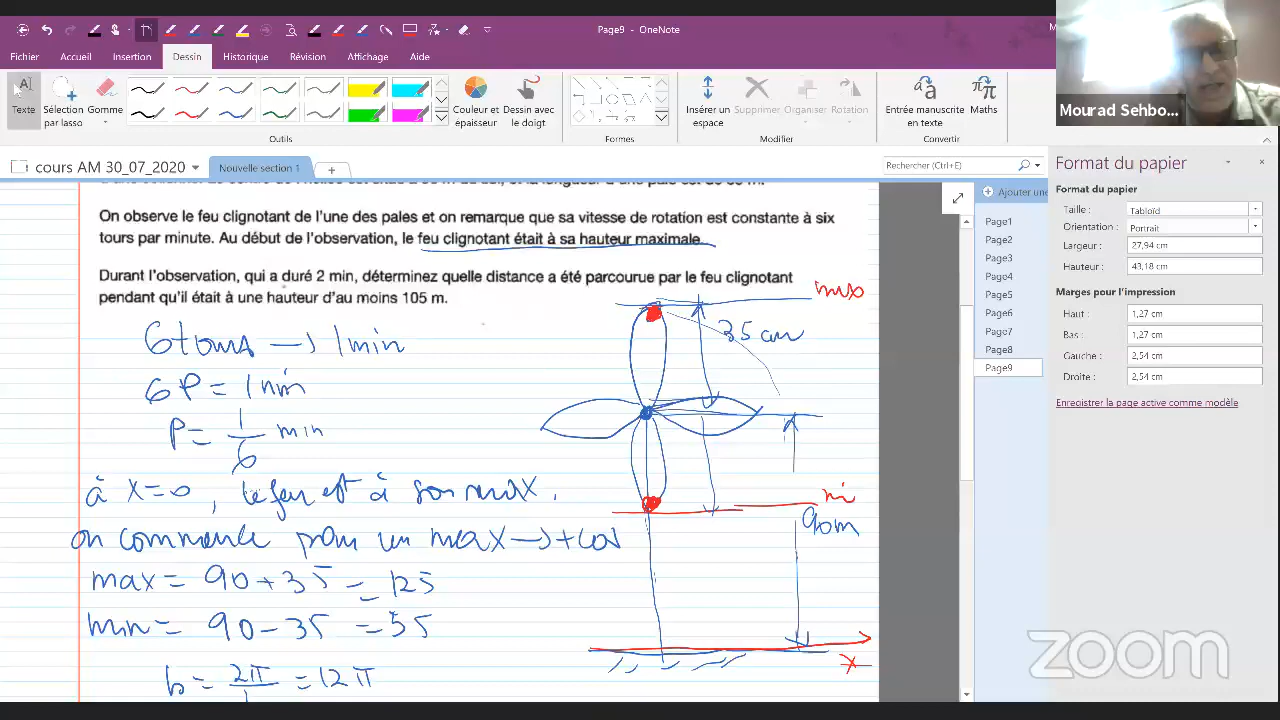 Page9 - OneNote
Fichier Accueil Insertion Dessin Historique Révision Affichage Aide
Texte
Sélection par lasso
Gomme
Couleur et épaisseur
Dessin avec le doigt
Insérer un espace
Supprimer
Organiser
Rotation
Entrée manuscrite en texte
Maths
Outils
Formes
Modifier
Convertir
Mourad Sehbo...
cours AM 30_07_2020
Nouvelle section 1
Rechercher (Ctrl+E)
Ajouter une
Page1
Page2
Page3
Page4
Page5
Page6
Page7
Page8
Page9
Format du papier
Format du papier
Taille : Tabloïd
Orientation : Portrait
Largeur : 27,94 cm
Hauteur : 43,18 cm
Marges pour l'impression
Haut : 1,27 cm
Bas : 1,27 cm
Gauche : 2,54 cm
Droite : 2,54 cm
Enregistrer la page active comme modèle
On observe le feu clignotant de l'une des pales et on remarque que sa vitesse de rotation est constante à six
tours par minute. Au début de l'observation, le feu clignotant était à sa hauteur maximale.
Durant l'observation, qui a duré 2 min, déterminez quelle distance a été parcourue par le feu clignotant
pendant qu'il était à une hauteur d'au moins 105 m.
6 tours → 1 min
6P = 1 min
P = 1/6 min
à x=0, le feu est à son max.
on commence pour un max → + cos
max = 90 + 35 = 125
min = 90 - 35 = 55
b = 2π = 12π
max
35 cm
90m
x
zoom